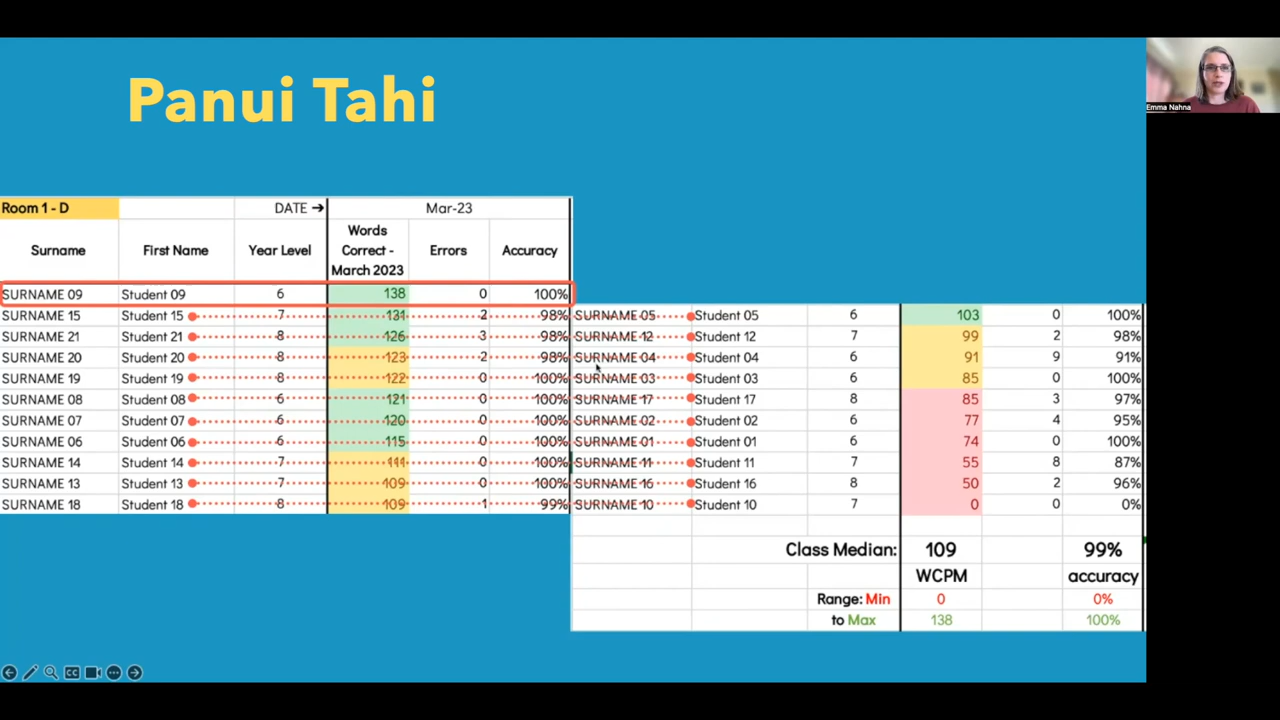 Panui Tahi
Emma Nahna
Room 1 - D DATE → Mar-23
Surname First Name Year Level Words Correct - March 2023 Errors Accuracy
SURNAME 09 Student 09 6 138 0 100%
SURNAME 15 Student 15 7 131 2 98%
SURNAME 21 Student 21 8 126 3 98%
SURNAME 20 Student 20 8 123 2 98%
SURNAME 19 Student 19 8 122 0 100%
SURNAME 08 Student 08 6 121 0 100%
SURNAME 07 Student 07 6 120 0 100%
SURNAME 06 Student 06 6 115 0 100%
SURNAME 14 Student 14 7 111 0 100%
SURNAME 13 Student 13 7 109 0 100%
SURNAME 18 Student 18 8 109 1 99%
SURNAME 05 Student 05 6 103 0 100%
SURNAME 12 Student 12 7 99 2 98%
SURNAME 04 Student 04 6 91 9 91%
SURNAME 03 Student 03 6 85 0 100%
SURNAME 17 Student 17 8 85 3 97%
SURNAME 02 Student 02 6 77 4 95%
SURNAME 01 Student 01 6 74 0 100%
SURNAME 11 Student 11 7 55 8 87%
SURNAME 16 Student 16 8 50 2 96%
SURNAME 10 Student 10 7 0 0 0%
Class Median: 109 99%
WCPM accuracy
Range: Min 0 0%
to Max 138 100%
CC